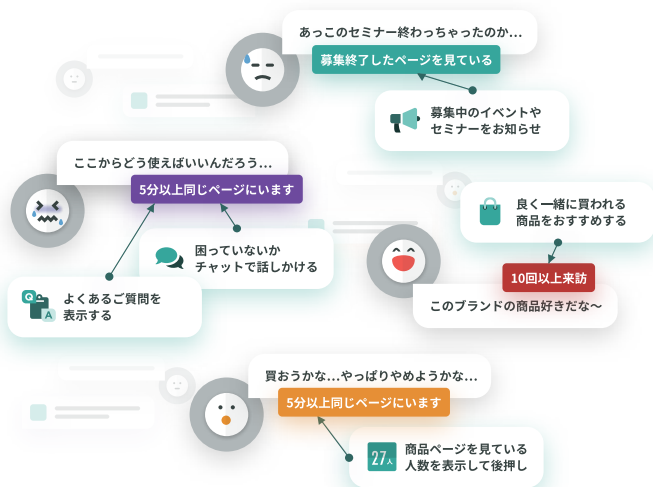 あっこのセミナー終わっちゃったのか…
募集終了したページを見ている
募集中のイベントや
セミナーをお知らせ
ここからどう使えばいいんだろう…
5分以上同じページにいます
困っていないか
チャットで話しかける
Q
A
よくあるご質問を
表示する
良く一緒に買われる
商品をおすすめする
10回以上来訪
このブランドの商品好きだな〜
買おうかな…やっぱりやめようかな…
5分以上同じページにいます
27人
商品ページを見ている
人数を表示して後押し